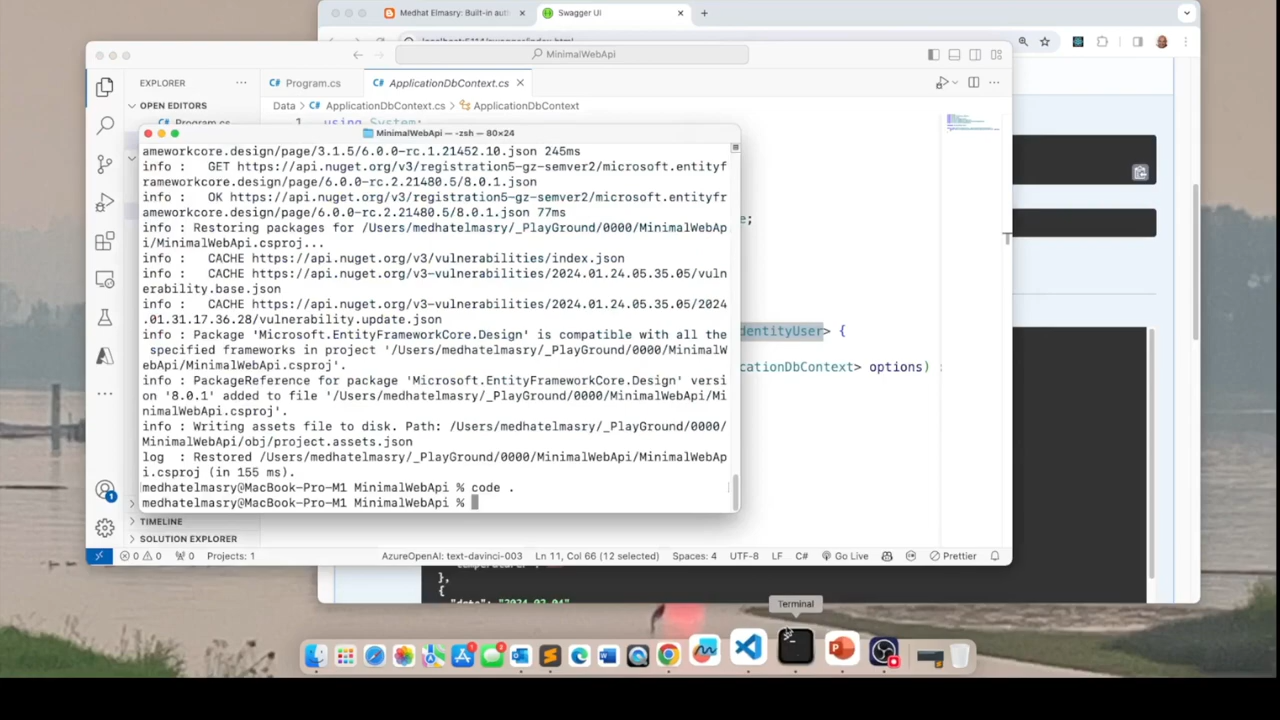 Medhat Elmasry: Built-in aut
Swagger UI
MinimalWebApi
EXPLORER
Program.cs
ApplicationDbContext.cs
OPEN EDITORS
Data > ApplicationDbContext.cs > ApplicationDbContext
Program.cs
1 using System;
MinimalWebApi — -zsh — 80×24
ameworkcore.design/page/3.1.5/6.0.0-rc.1.21452.10.json 245ms
info : GET https://api.nuget.org/v3/registration5-gz-semver2/microsoft.entityf
rameworkcore.design/page/6.0.0-rc.2.21480.5/8.0.1.json
info : OK https://api.nuget.org/v3/registration5-gz-semver2/microsoft.entityfr
ameworkcore.design/page/6.0.0-rc.2.21480.5/8.0.1.json 77ms
info : Restoring packages for /Users/medhatelmasry/_PlayGround/0000/MinimalWebAp
i/MinimalWebApi.csproj...
info : CACHE https://api.nuget.org/v3/vulnerabilities/index.json
info : CACHE https://api.nuget.org/v3-vulnerabilities/2024.01.24.05.35.05/vuln
erability.base.json
info : CACHE https://api.nuget.org/v3-vulnerabilities/2024.01.24.05.35.05/2024
.01.31.17.36.28/vulnerability.update.json
info : Package 'Microsoft.EntityFrameworkCore.Design' is compatible with all the
specified frameworks in project '/Users/medhatelmasry/_PlayGround/0000/MinimalW
ebApi/MinimalWebApi.csproj'.
info : PackageReference for package 'Microsoft.EntityFrameworkCore.Design' versi
on '8.0.1' added to file '/Users/medhatelmasry/_PlayGround/0000/MinimalWebApi/Mi
nimalWebApi.csproj'.
info : Writing assets file to disk. Path: /Users/medhatelmasry/_PlayGround/0000/
MinimalWebApi/obj/project.assets.json
log : Restored /Users/medhatelmasry/_PlayGround/0000/MinimalWebApi/MinimalWebAp
i.csproj (in 155 ms).
medhatelmasry@MacBook-Pro-M1 MinimalWebApi % code .
medhatelmasry@MacBook-Pro-M1 MinimalWebApi %
e;
dentityUser> {
cationDbContext> options) :
1
TIMELINE
SOLUTION EXPLORER
0 0 0 Projects: 1
AzureOpenAI: text-davinci-003 Ln 11, Col 66 (12 selected) Spaces: 4 UTF-8 LF C# Go Live Prettier
},
{
Terminal